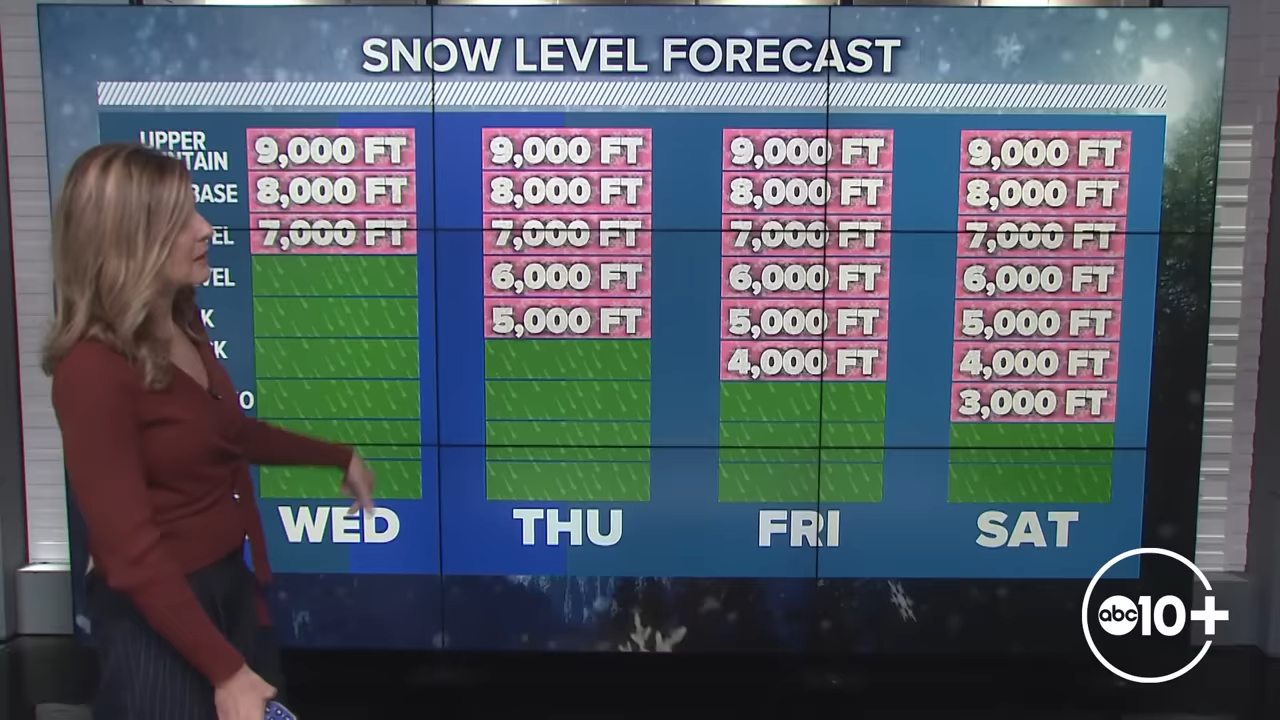 SNOW LEVEL FORECAST
UPPER
9,000 FT 9,000 FT 9,000 FT 9,000 FT
BASE 8,000 FT 8,000 FT 8,000 FT 8,000 FT
7,000 FT 7,000 FT 7,000 FT 7,000 FT
6,000 FT 6,000 FT 6,000 FT
5,000 FT 5,000 FT 5,000 FT
4,000 FT 4,000 FT
3,000 FT
WED THU FRI SAT
abc 10+